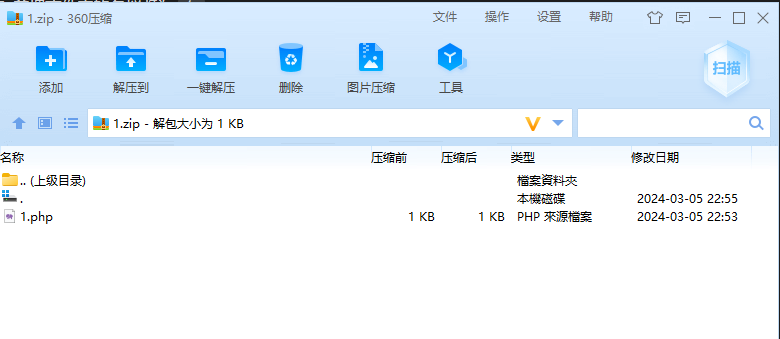 1.zip - 360压缩
文件 操作 设置 帮助
添加 解压到 一键解压 删除 图片压缩 工具 扫描
1.zip - 解包大小为 1 KB
名称 压缩前 压缩后 类型 修改日期
.. (上级目录) 檔案資料夾
. 本機磁碟 2024-03-05 22:55
1.php 1 KB 1 KB PHP 來源檔案 2024-03-05 22:53